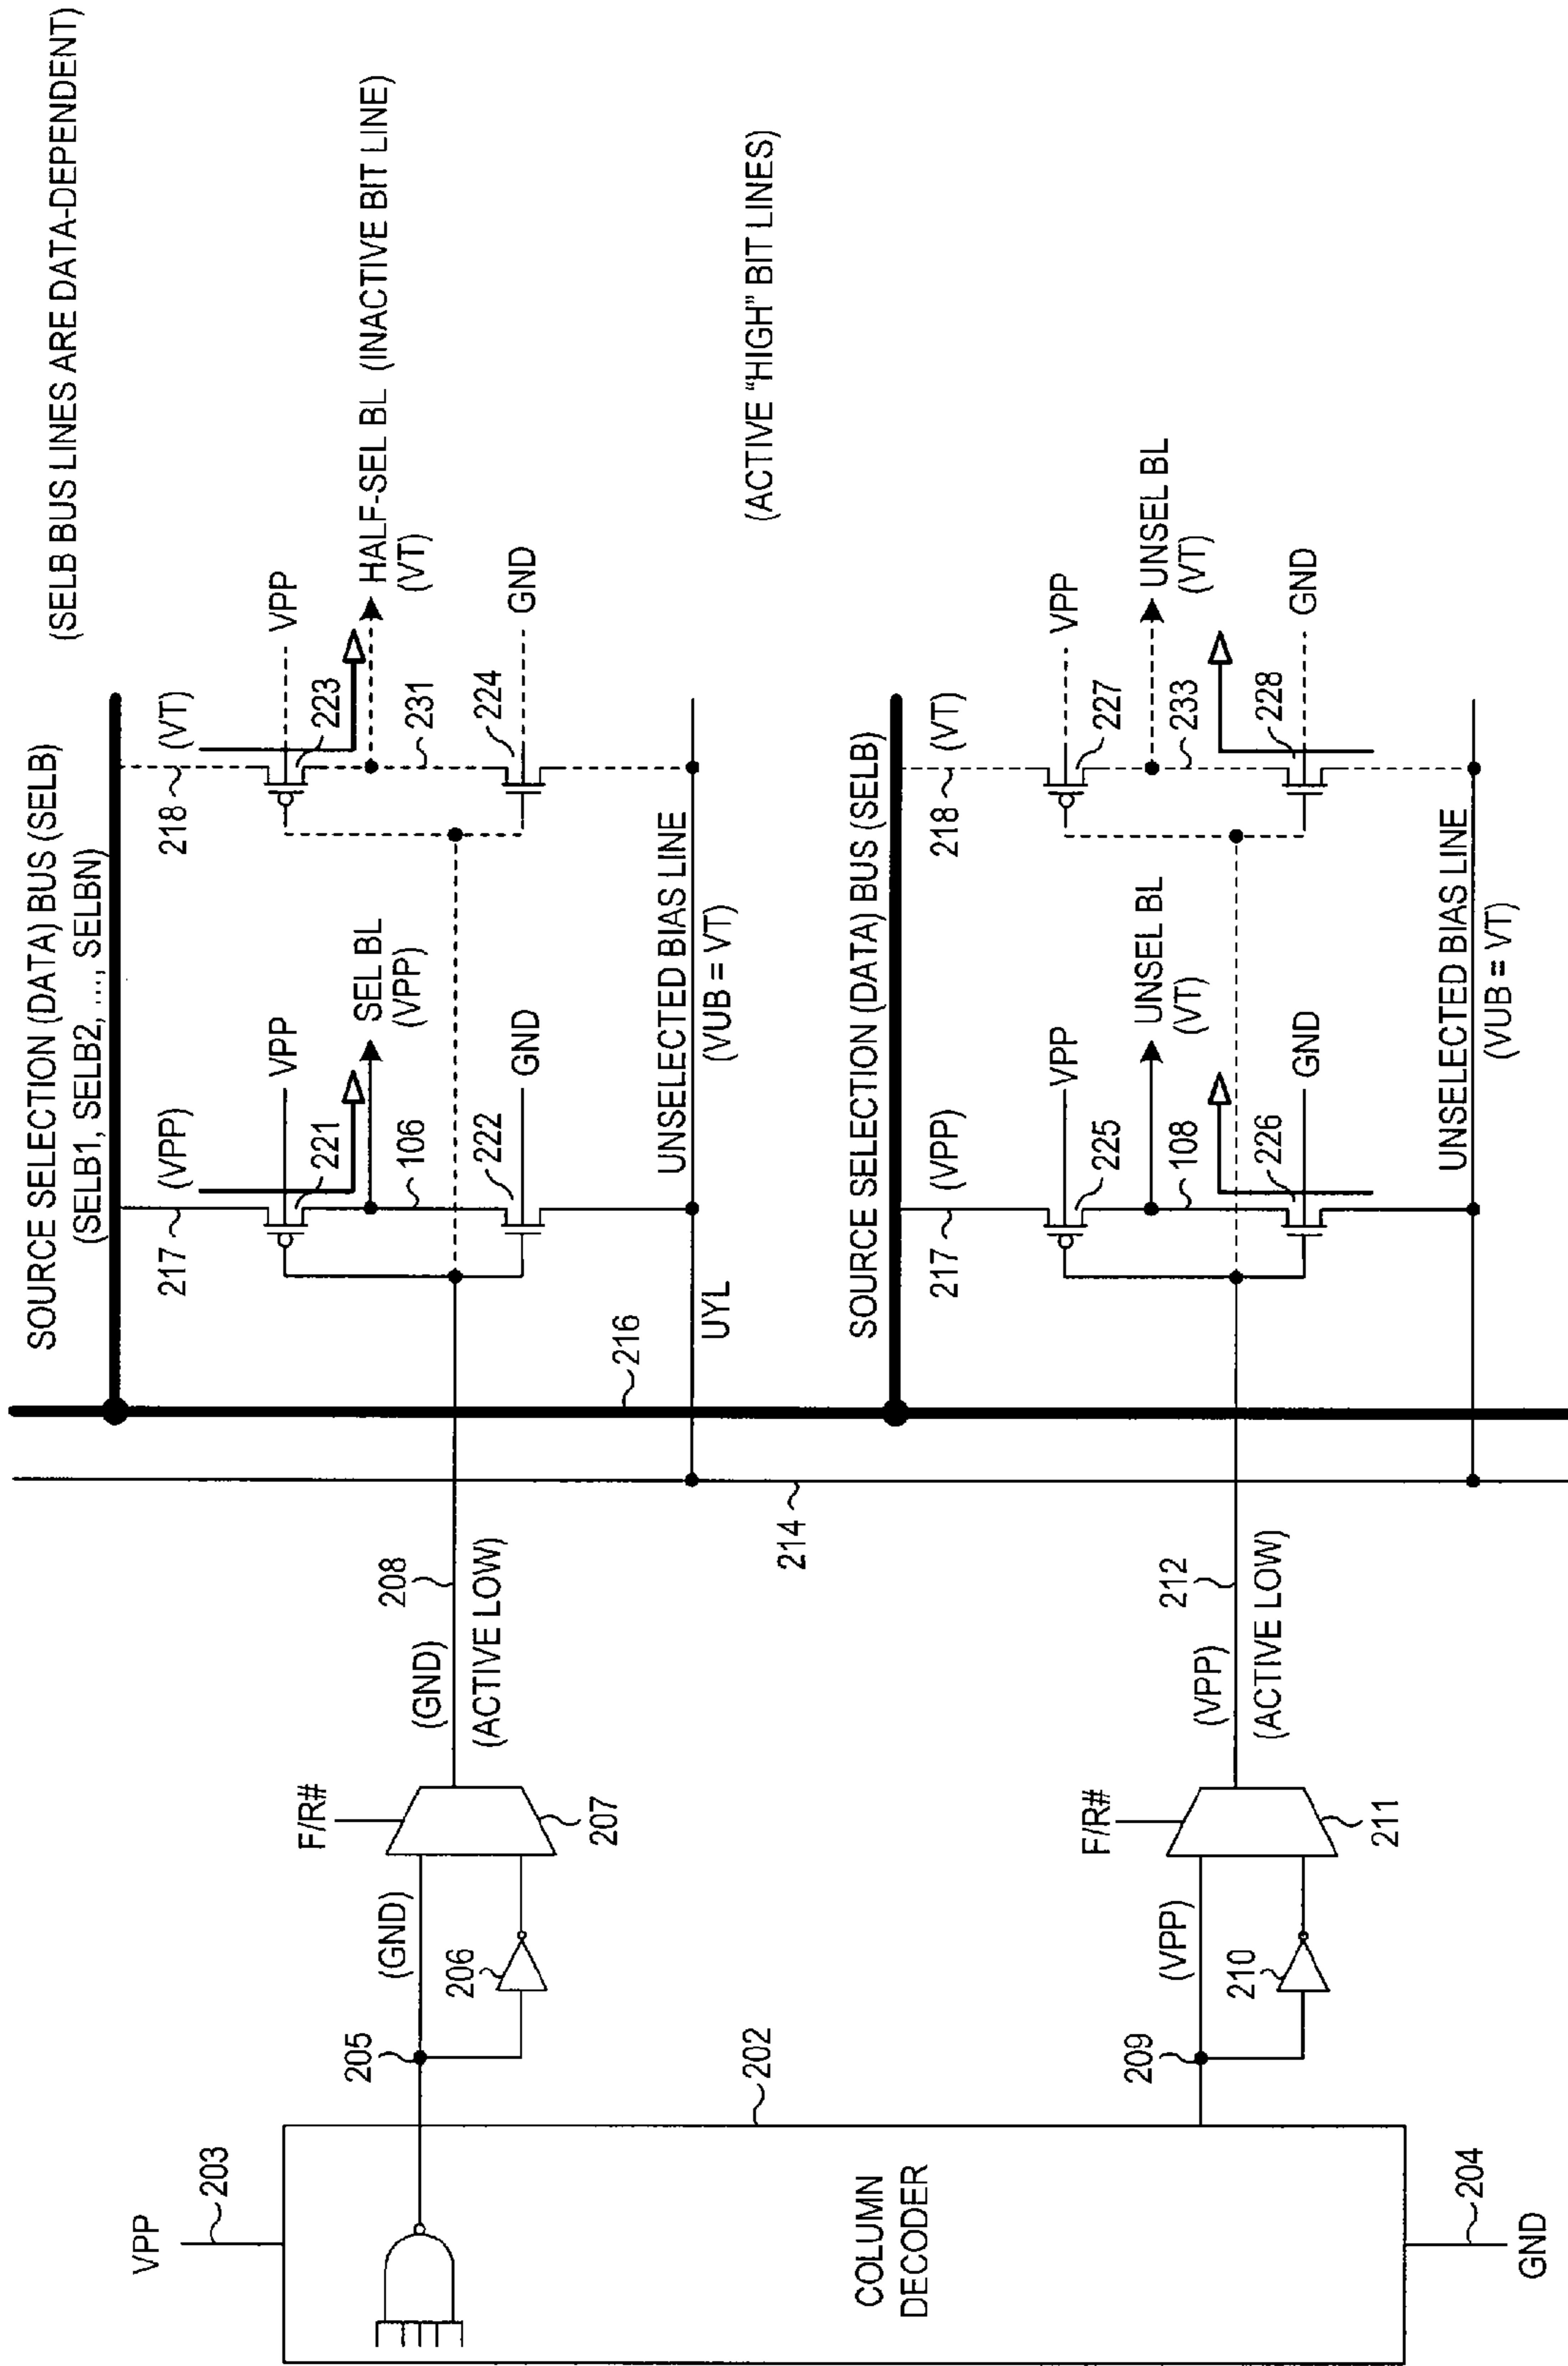 (SELB BUS LINES ARE DATA-DEPENDENT)
SOURCE SELECTION (DATA) BUS (SELB)
(SELB1, SELB2, ...., SELBN)
217
(VPP)
218
(VT)
VPP
203
F/R#
VPP
221
VPP
223
SEL BL
(VPP)
HALF-SEL BL (INACTIVE BIT LINE)
(VT)
205
(GND)
(GND)
208
106
231
206
207
(ACTIVE LOW)
222
GND
224
GND
216
UYL
UNSELECTED BIAS LINE
(VUB = VT)
202
214
(ACTIVE "HIGH" BIT LINES)
COLUMN
DECODER
SOURCE SELECTION (DATA) BUS (SELB)
217
(VPP)
218
(VT)
F/R#
VPP
225
VPP
227
UNSEL BL
(VT)
UNSEL BL
(VT)
209
(VPP)
(VPP)
212
108
233
210
211
(ACTIVE LOW)
226
GND
228
GND
204
GND
UNSELECTED BIAS LINE
(VUB = VT)